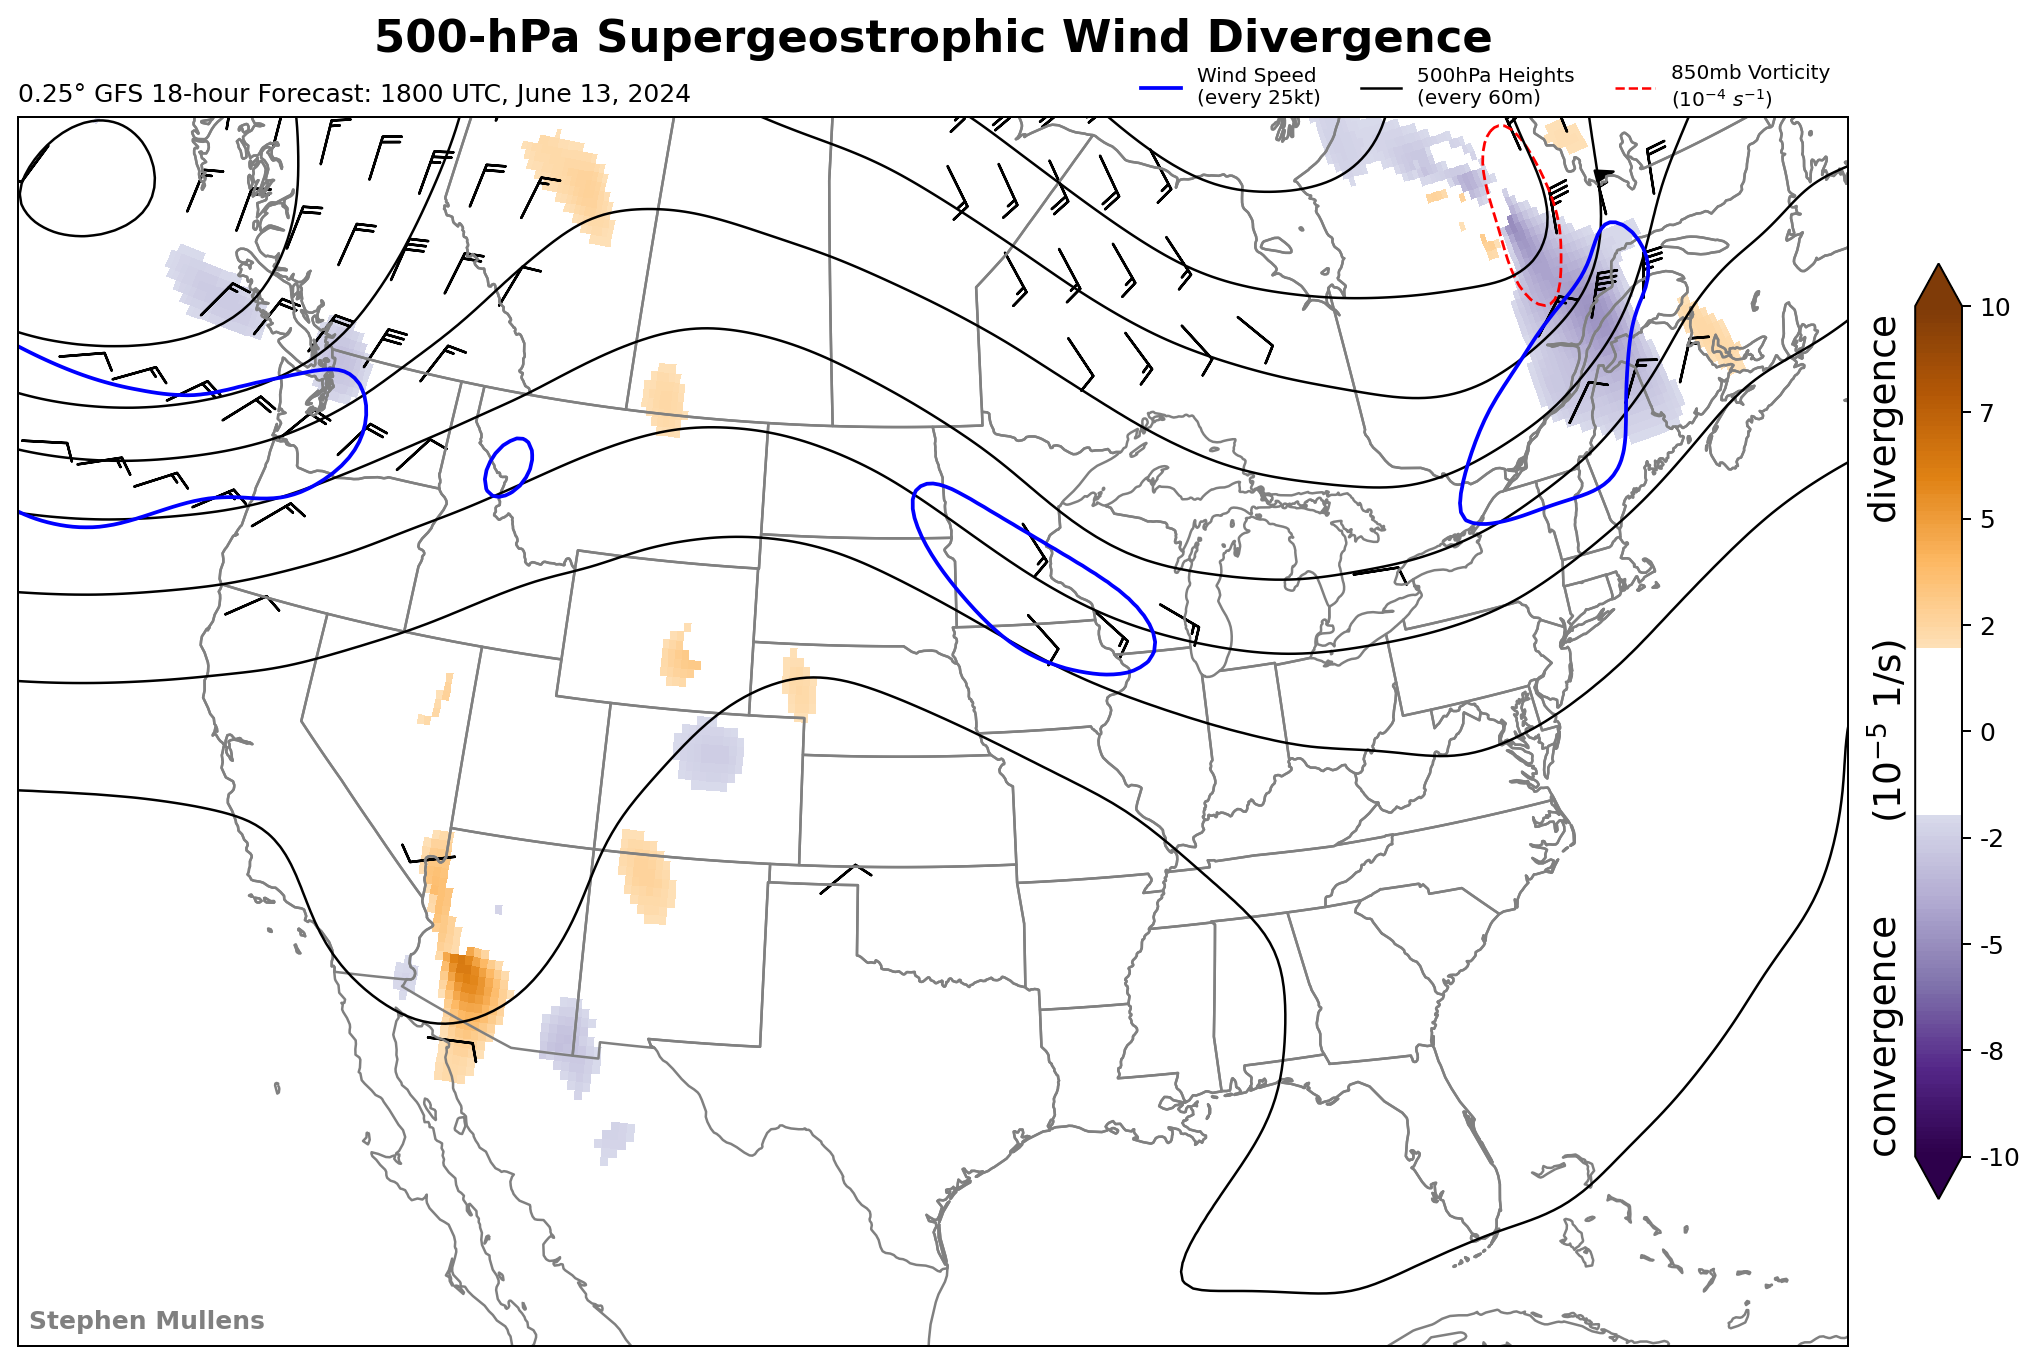 500-hPa Supergeostrophic Wind Divergence
0.25° GFS 18-hour Forecast: 1800 UTC, June 13, 2024
Wind Speed
(every 25kt)
500hPa Heights
(every 60m)
850mb Vorticity
(10⁻⁴ s⁻¹)
10
7
5
2
0
-2
-5
-8
-10
convergence (10⁻⁵ 1/s) divergence
Stephen Mullens